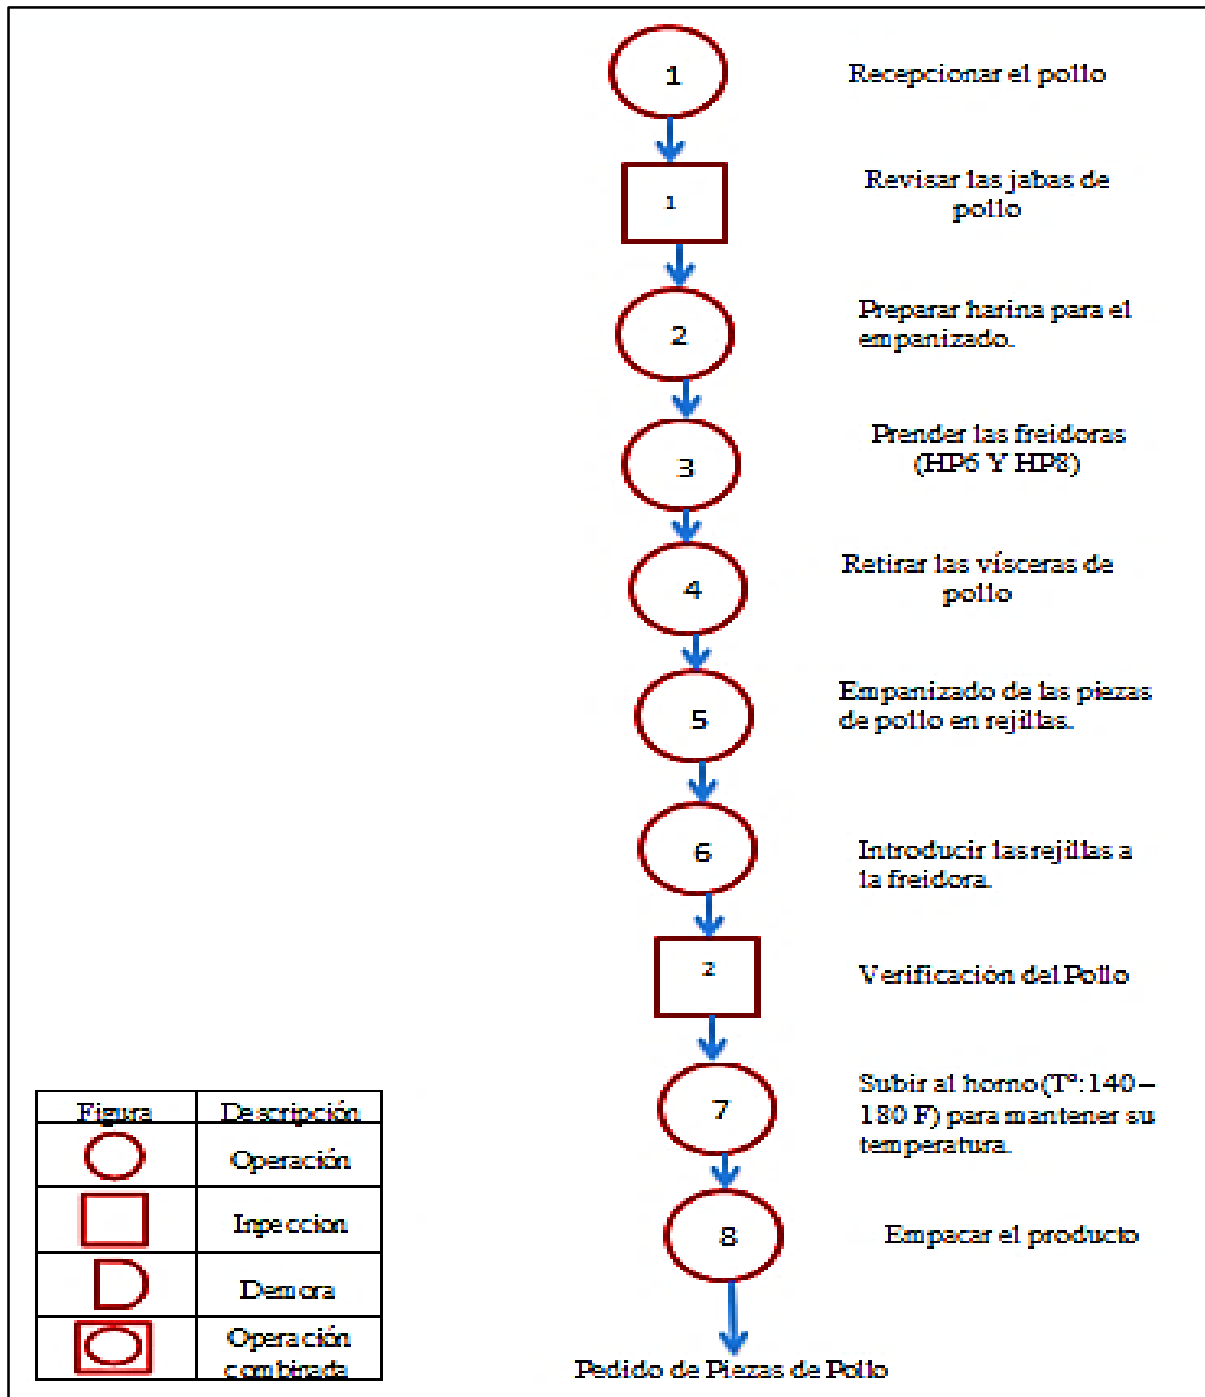 1
Recepcionar el pollo
1
Revisar las jabas de
pollo
2
Preparar harina para el
empanizado.
3
Prender las freidoras
(HP6 Y HP8)
4
Retirar las vísceras de
pollo
5
Empanizado de las piezas
de pollo en rejillas.
6
Introducir las rejillas a
la freidora.
2
Verificación del Pollo
7
Subir al horno (Tº: 140 –
180 F) para mantener su
temperatura.
8
Empacar el producto
Pedido de Piezas de Pollo
Figura Descripción
Operación
Inpeccion
Demora
Operación
combinada